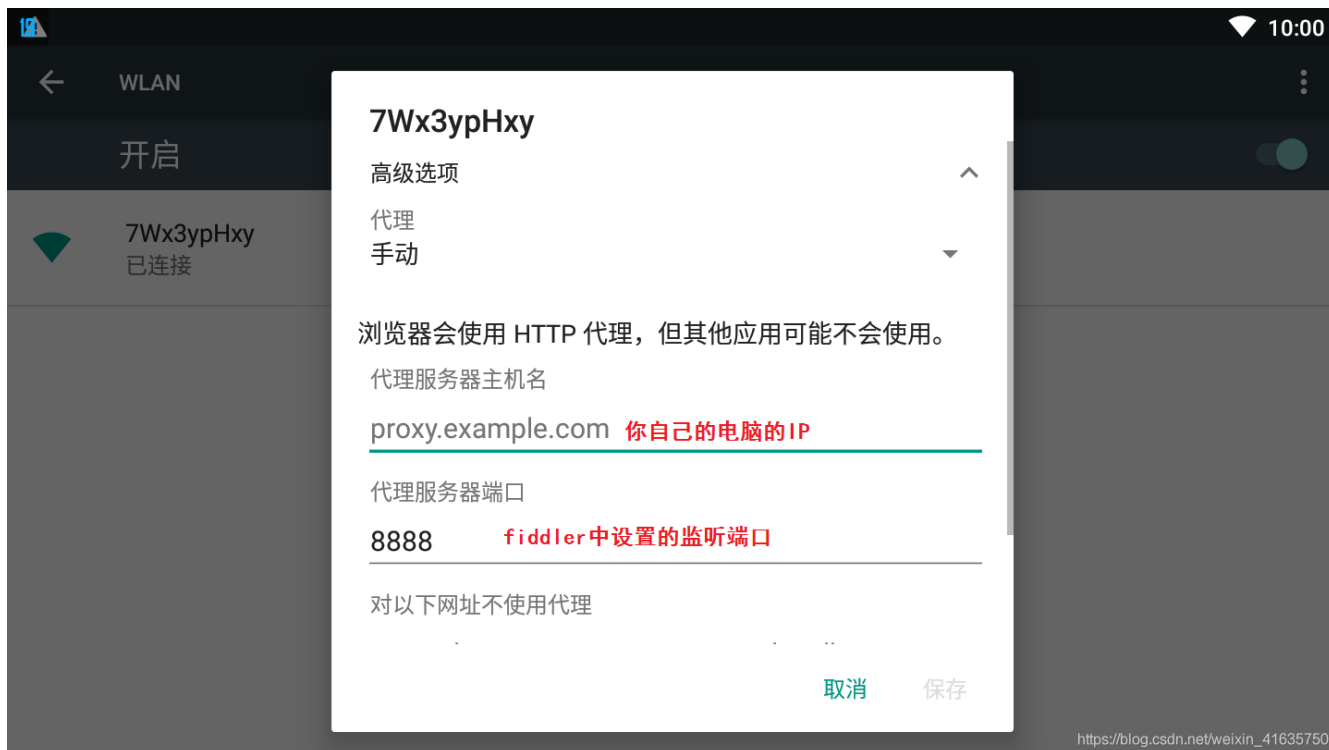 10:00
WLAN
开启
7Wx3ypHxy
已连接
7Wx3ypHxy
高级选项
代理
手动
浏览器会使用 HTTP 代理，但其他应用可能不会使用。
代理服务器主机名
proxy.example.com 你自己的电脑的IP
代理服务器端口
8888 fiddler中设置的监听端口
对以下网址不使用代理
取消 保存
https://blog.csdn.net/weixin_41635750